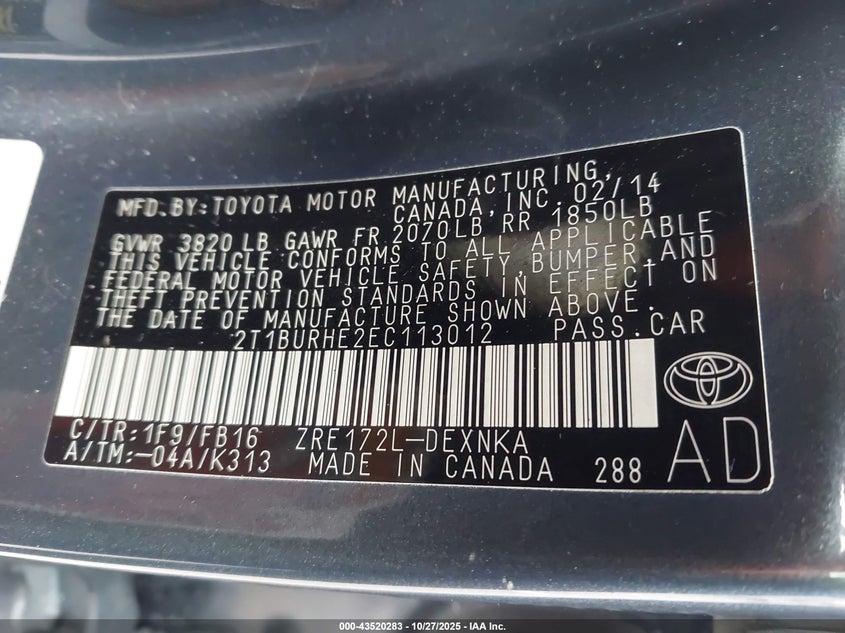 MFD.BY:TOYOTA MOTOR MANUFACTURING,
CANADA, INC. 02/14
GVWR 3820 LB GAWR FR 2070LB RR 1850LB
THIS VEHICLE CONFORMS TO ALL APPLICABLE
FEDERAL MOTOR VEHICLE SAFETY,BUMPER,AND
THEFT PREVENTION STANDARDS IN EFFECT ON
THE DATE OF MANUFACTURE SHOWN ABOVE.
2T1BURHE2EC113012 PASS.CAR
C/TR:1F9/FB16 ZRE172L-DEXNKA
A/TM:-04A/K313 MADE IN CANADA 288
AD
000-43520283 - 10/27/2025 - IAA Inc.